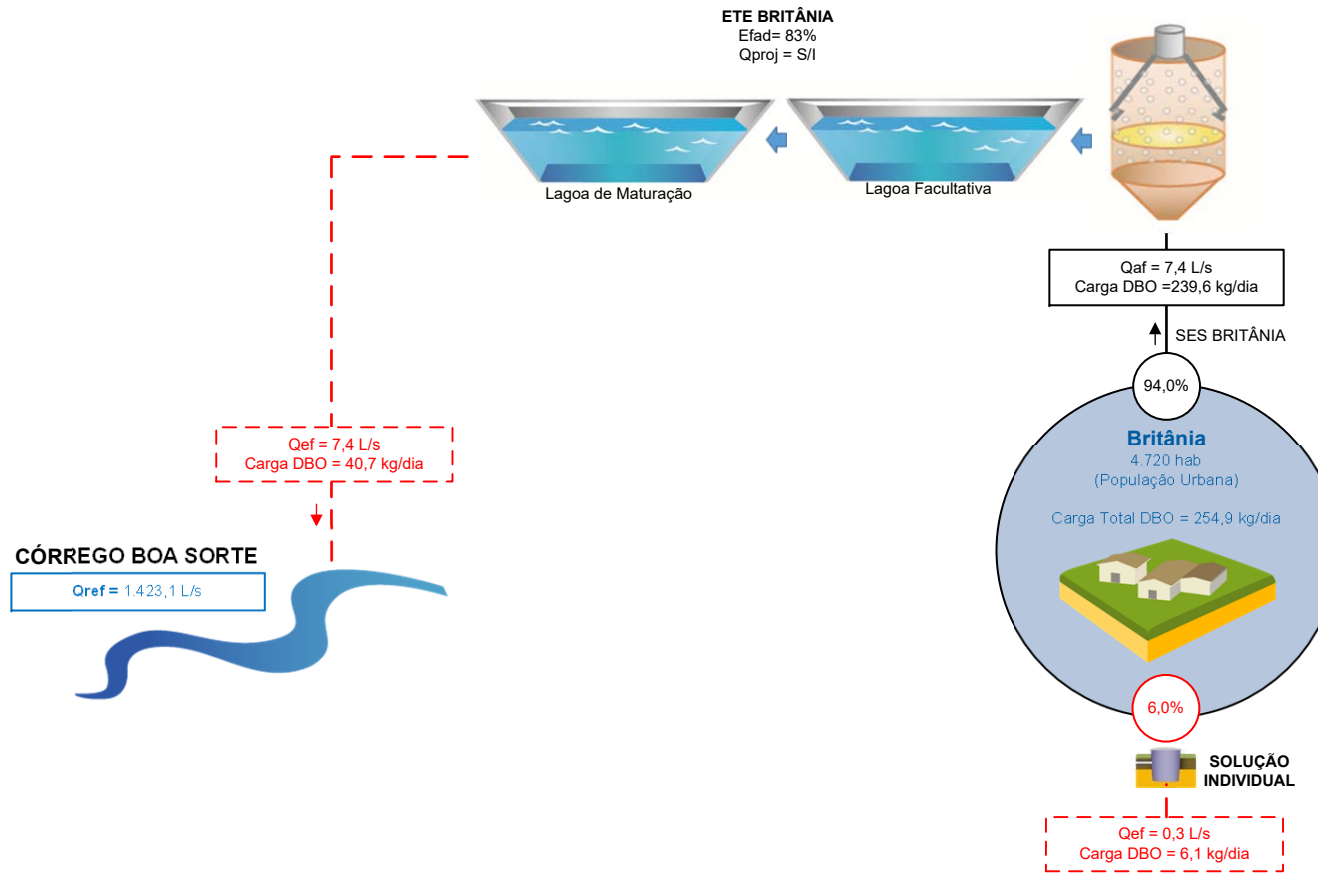 ETE BRITÂNIA
Efad= 83%
Qproj = S/I
Lagoa de Maturação
Lagoa Facultativa
Qaf = 7,4 L/s
Carga DBO =239,6 kg/dia
SES BRITÂNIA
94,0%
Britânia
4.720 hab
(População Urbana)
Carga Total DBO = 254,9 kg/dia
Qef = 7,4 L/s
Carga DBO = 40,7 kg/dia
CÓRREGO BOA SORTE
Qref = 1.423,1 L/s
6,0%
SOLUÇÃO
INDIVIDUAL
Qef = 0,3 L/s
Carga DBO = 6,1 kg/dia